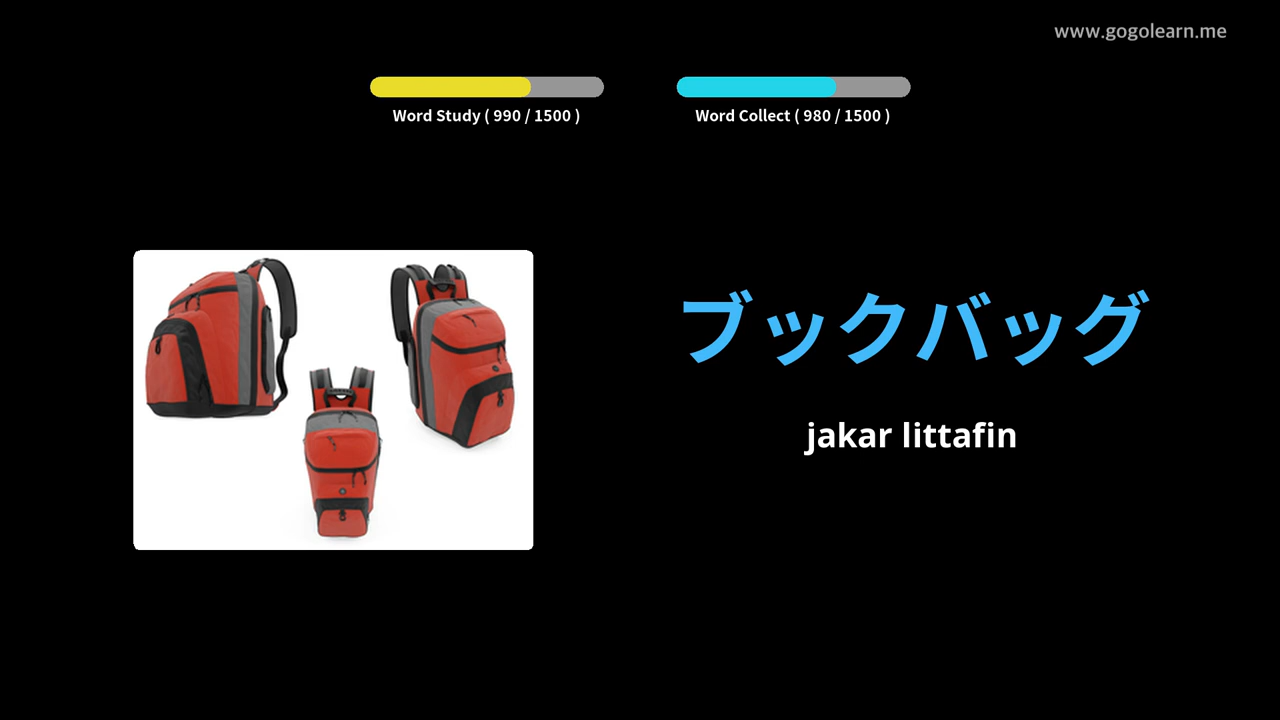 www.gogolearn.me
Word Study ( 990 / 1500 )
Word Collect ( 980 / 1500 )
ブックバッグ
jakar littafin